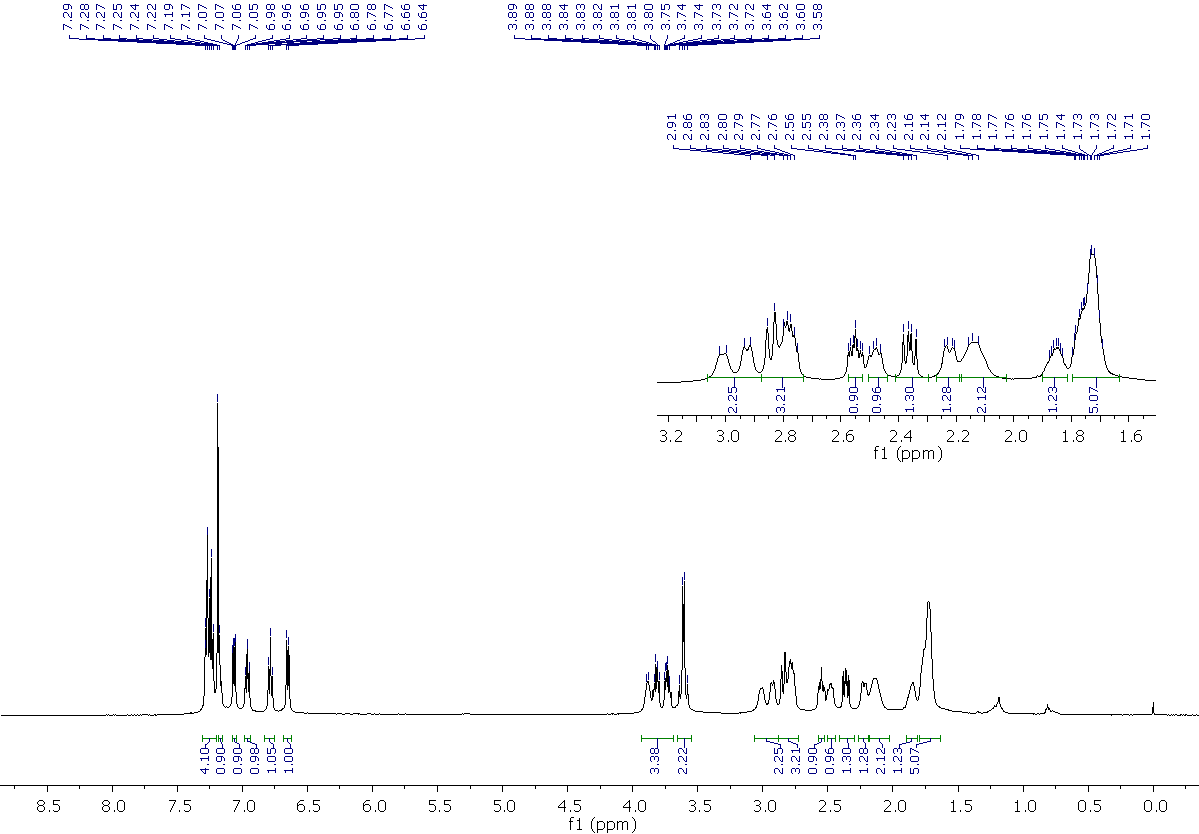 7.29 7.28 7.27 7.25 7.24 7.22 7.19 7.17 7.07 7.07 7.06 7.05 6.98 6.96 6.96 6.95 6.95 6.80 6.78 6.77 6.66 6.64
3.89 3.88 3.88 3.84 3.83 3.82 3.81 3.81 3.80 3.75 3.74 3.74 3.73 3.72 3.72 3.64 3.62 3.60 3.58
2.91 2.86 2.83 2.80 2.79 2.77 2.76 2.56 2.55 2.38 2.37 2.36 2.34 2.23 2.16 2.14 2.12 1.79 1.78 1.77 1.76 1.76 1.75 1.74 1.73 1.73 1.72 1.71 1.70
2.25 3.21 0.90 0.96 1.30 1.28 2.12 1.23 5.07
3.2 3.0 2.8 2.6 2.4 2.2 2.0 1.8 1.6
f1 (ppm)
4.10 0.90 0.90 0.98 1.05 1.00 3.38 2.22 2.25 3.21 0.90 0.96 1.30 1.28 2.12 1.23 5.07
8.5 8.0 7.5 7.0 6.5 6.0 5.5 5.0 4.5 4.0 3.5 3.0 2.5 2.0 1.5 1.0 0.5 0.0
f1 (ppm)